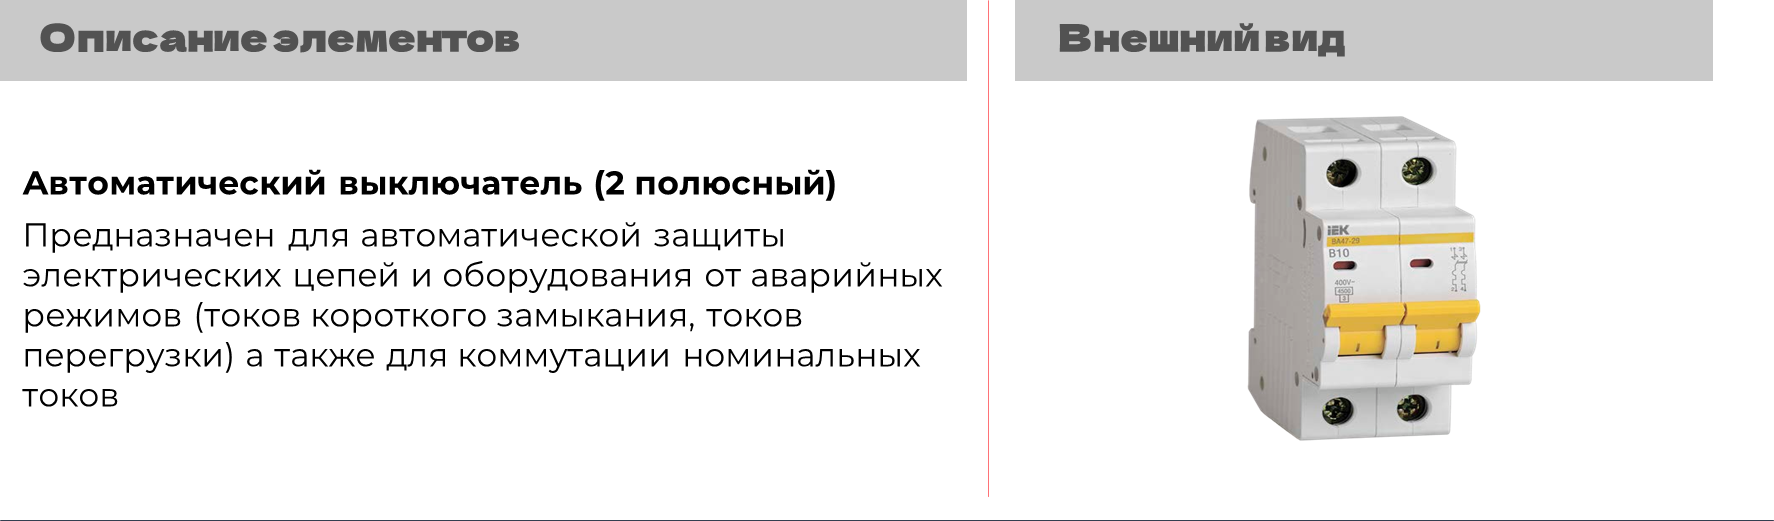 Описание элементов
Внешний вид
Автоматический выключатель (2 полюсный)
Предназначен для автоматической защиты
электрических цепей и оборудования от аварийных
режимов (токов короткого замыкания, токов
перегрузки) а также для коммутации номинальных
токов
IEK
ВА47-29
B10
400V~
4500
3